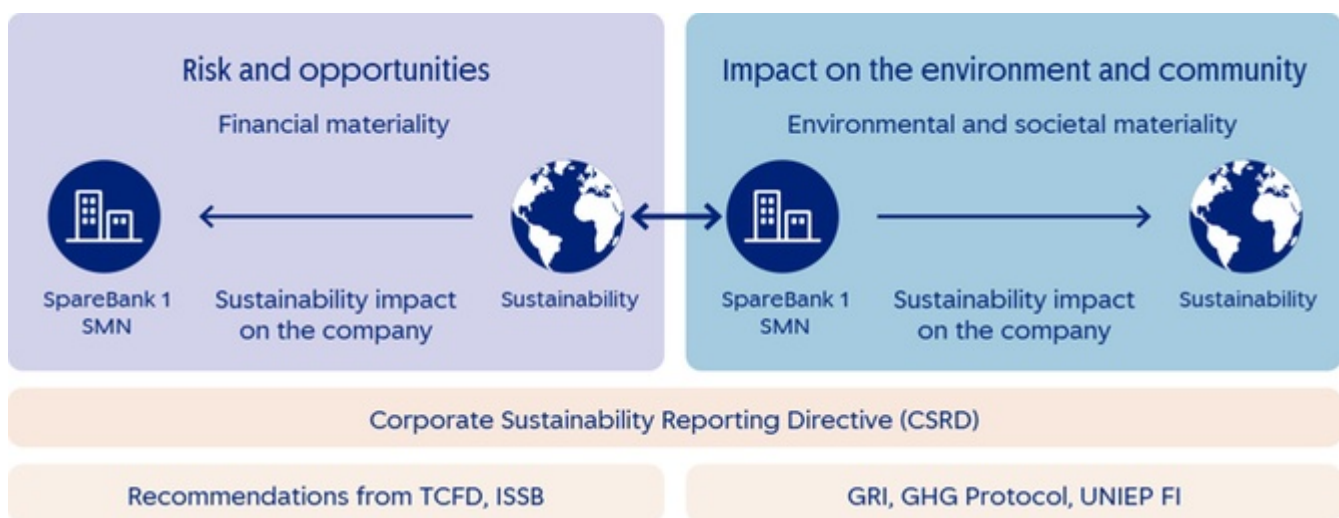 Risk and opportunities
Financial materiality
SpareBank 1
SMN
Sustainability impact
on the company
Sustainability
Impact on the environment and community
Environmental and societal materiality
SpareBank 1
SMN
Sustainability impact
on the company
Sustainability
Corporate Sustainability Reporting Directive (CSRD)
Recommendations from TCFD, ISSB
GRI, GHG Protocol, UNIEP FI